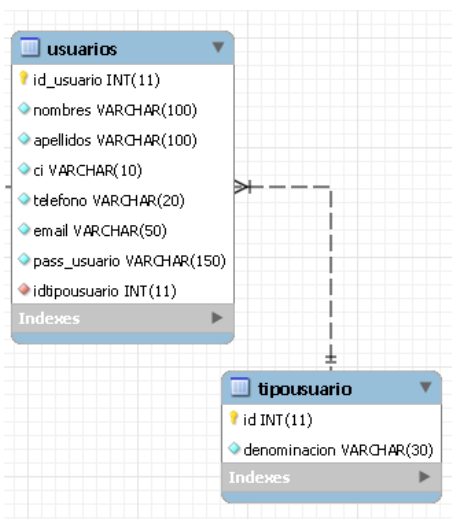 usuarios
id_usuario INT(11)
nombres VARCHAR(100)
apellidos VARCHAR(100)
ci VARCHAR(10)
telefono VARCHAR(20)
email VARCHAR(50)
pass_usuario VARCHAR(150)
idtipousuario INT(11)
Indexes
tipousuario
id INT(11)
denominacion VARCHAR(30)
Indexes